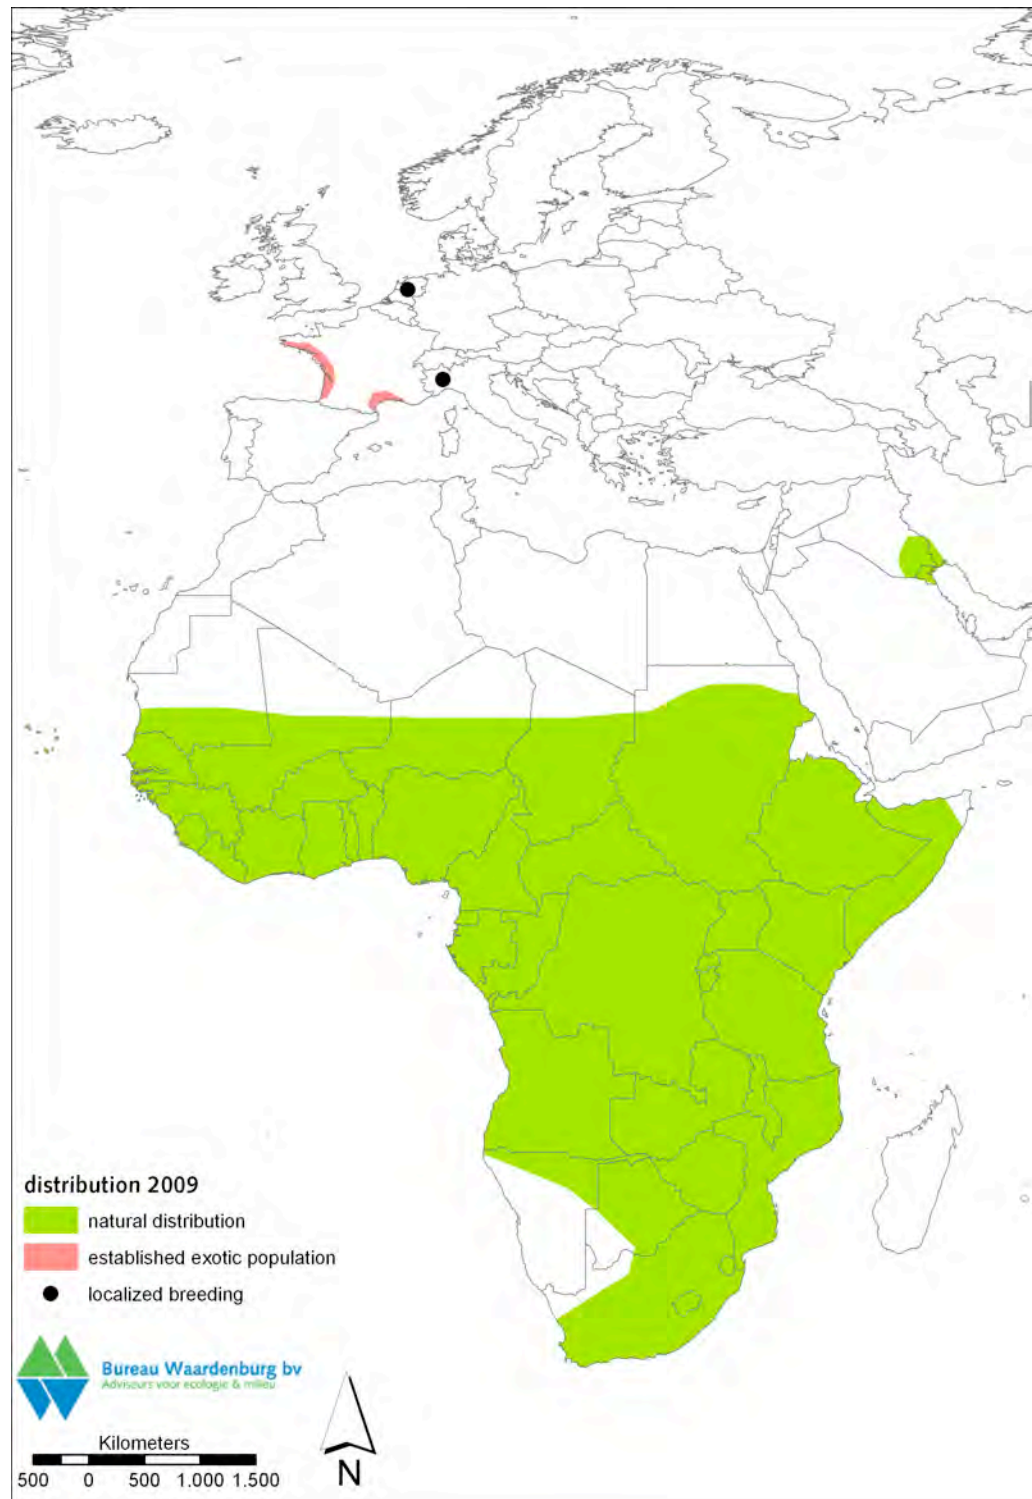 distribution 2009
natural distribution
established exotic population
localized breeding
Bureau Waardenburg bv
Adviseurs voor ecologie & milieu
Kilometers
500 0 500 1.000 1.500
N